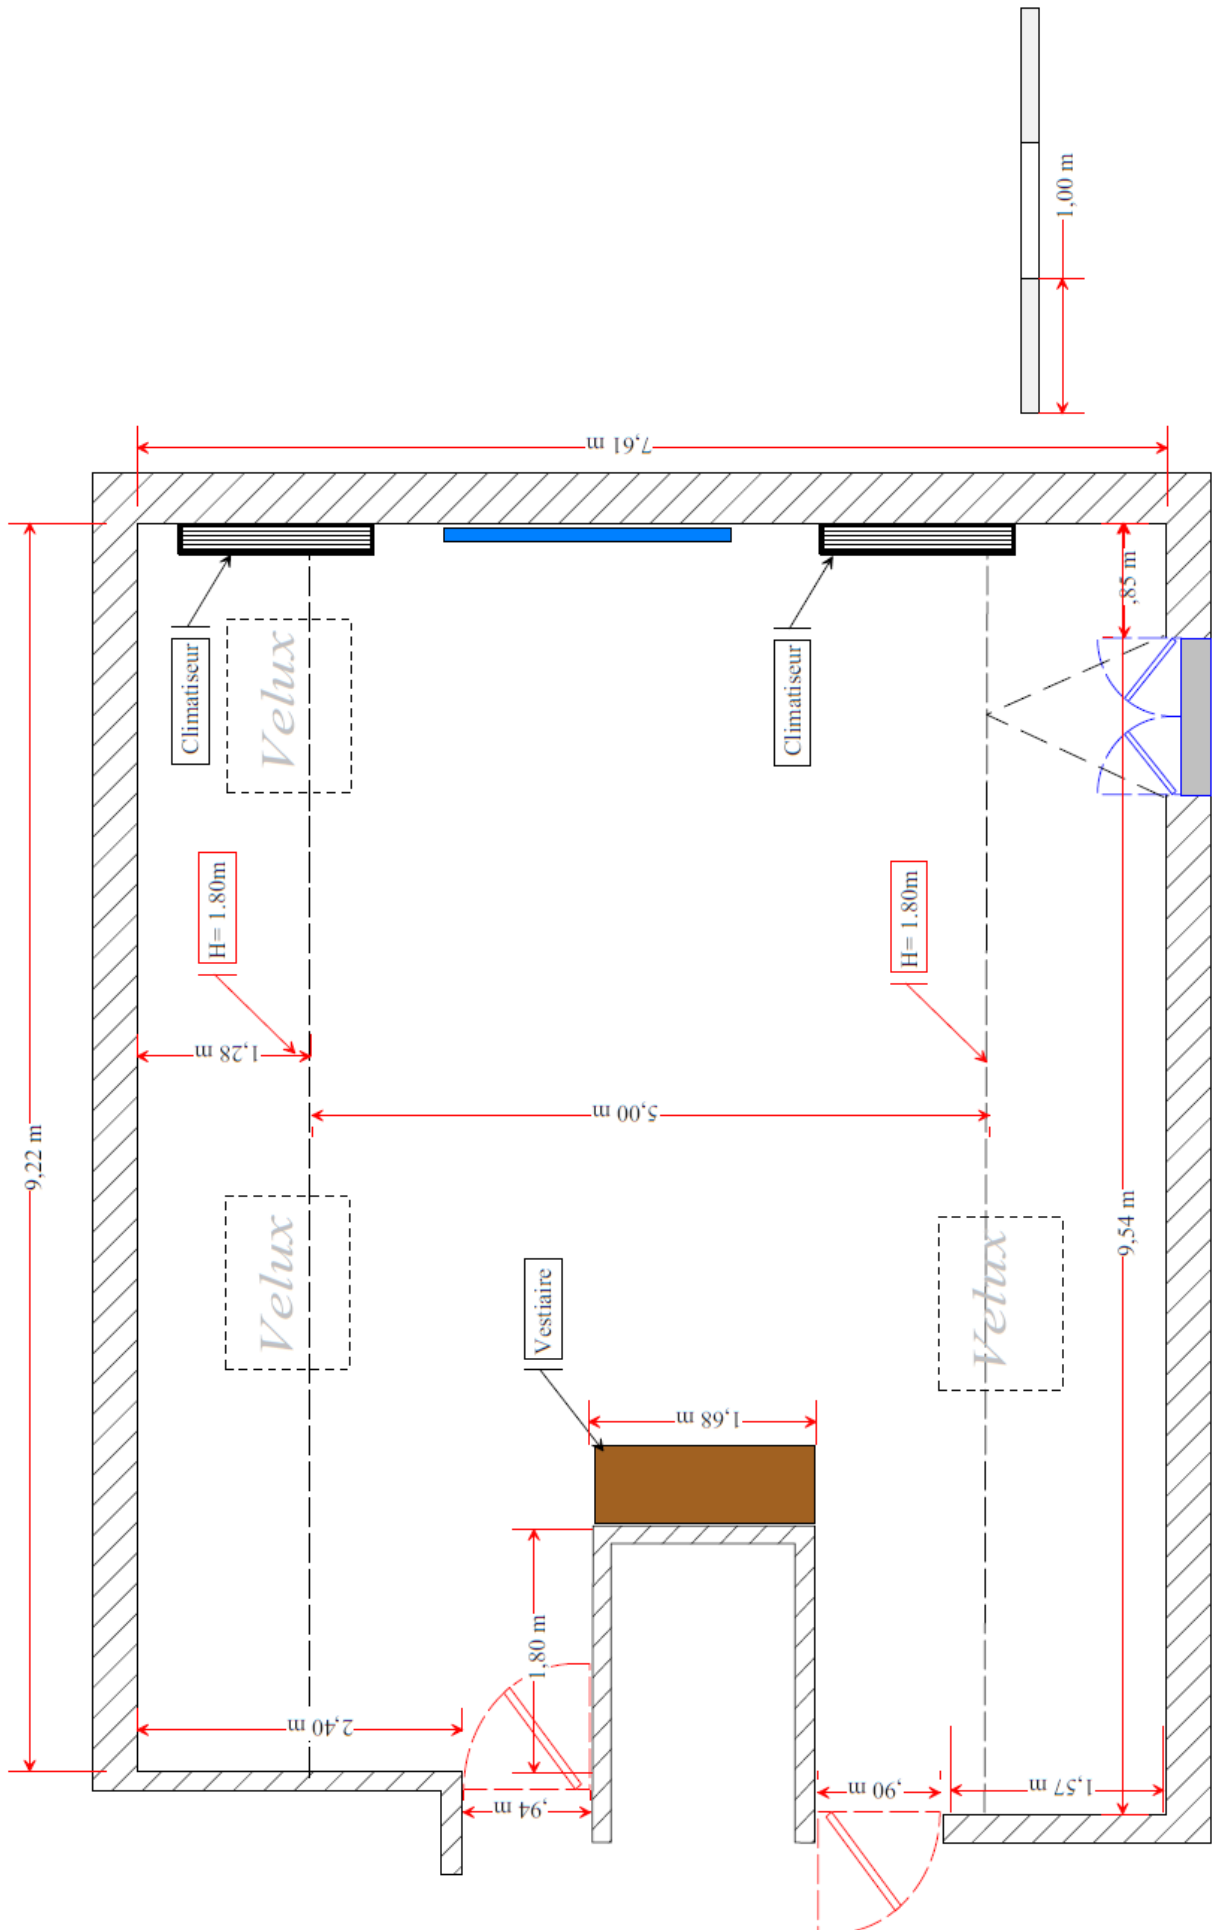 1,00 m
7,61 m
,85 m
Climatiseur
Velux
Climatiseur
H= 1.80m
H= 1.80m
1,28 m
5,00 m
9,22 m
9,54 m
Velux
Velux
Vestiaire
1,68 m
1,80 m
2,40 m
,94 m
,90 m
1,57 m